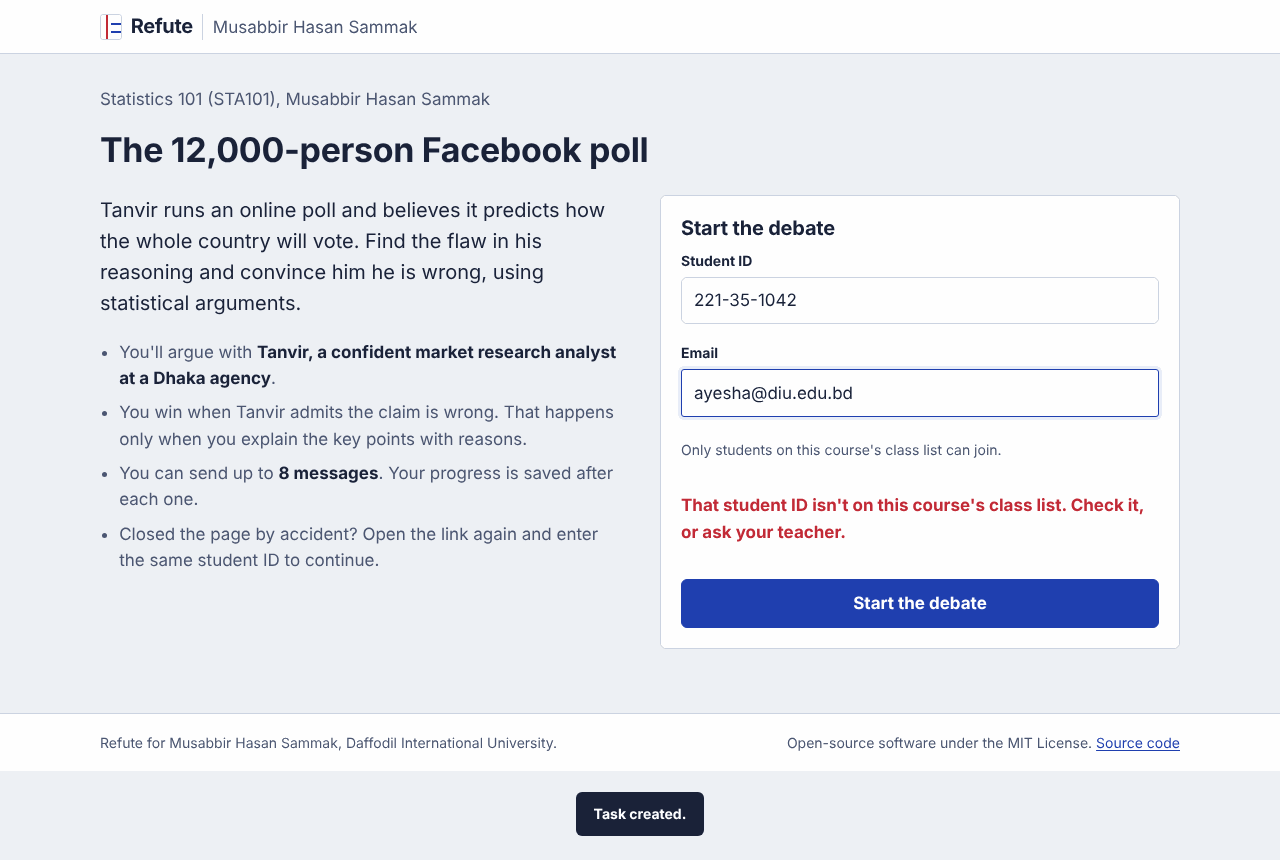 Refute
Musabbir Hasan Sammak
Statistics 101 (STA101), Musabbir Hasan Sammak
The 12,000-person Facebook poll
Tanvir runs an online poll and believes it predicts how
the whole country will vote. Find the flaw in his
reasoning and convince him he is wrong, using
statistical arguments.
• You'll argue with Tanvir, a confident market research analyst
at a Dhaka agency.
• You win when Tanvir admits the claim is wrong. That happens
only when you explain the key points with reasons.
• You can send up to 8 messages. Your progress is saved after
each one.
• Closed the page by accident? Open the link again and enter
the same student ID to continue.
Start the debate
Student ID
221-35-1042
Email
ayesha@diu.edu.bd
Only students on this course's class list can join.
That student ID isn't on this course's class list. Check it,
or ask your teacher.
Start the debate
Refute for Musabbir Hasan Sammak, Daffodil International University.
Open-source software under the MIT License. Source code
Task created.